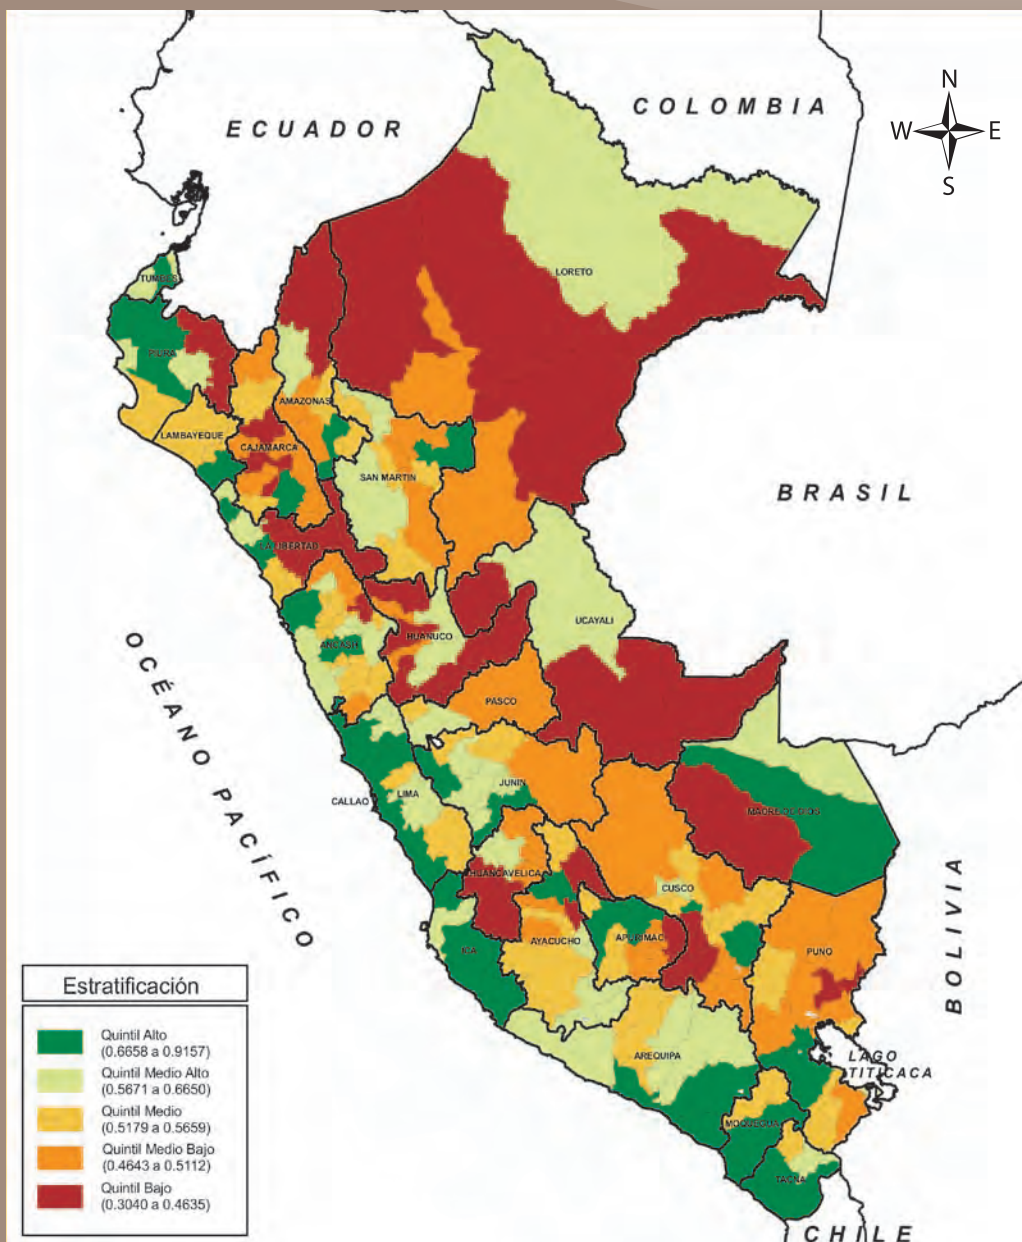 N
W E
S
COLOMBIA
ECUADOR
LORETO
TUMBES
PIURA
AMAZONAS
LAMBAYEQUE
CAJAMARCA
SAN MARTIN
BRASIL
LA LIBERTAD
UCAYALI
HUANUCO
ANCASH
OCÉANO PACÍFICO
PASCO
JUNIN
LIMA
CALLAO
MADRE DE DIOS
HUANCAVELICA
CUSCO
BOLIVIA
APURIMAC
AYACUCHO
ICA
PUNO
LAGO
TITICACA
AREQUIPA
MOQUEGUA
TACNA
CHILE
Estratificación
Quintil Alto
(0.6658 a 0.9157)
Quintil Medio Alto
(0.5671 a 0.6650)
Quintil Medio
(0.5179 a 0.5659)
Quintil Medio Bajo
(0.4643 a 0.5112)
Quintil Bajo
(0.3040 a 0.4635)